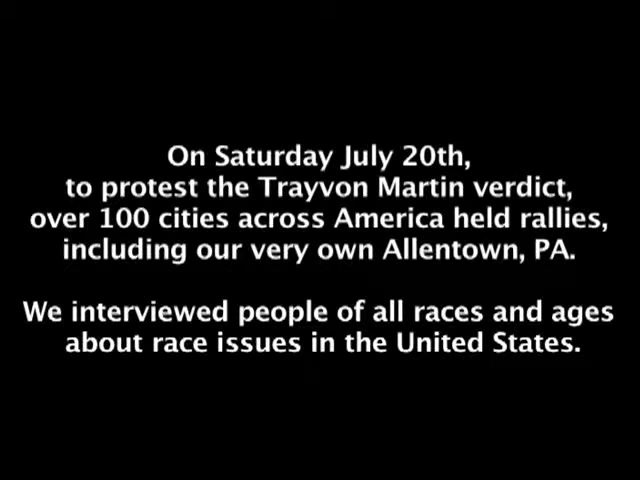 On Saturday July 20th,
to protest the Trayvon Martin verdict,
over 100 cities across America held rallies,
including our very own Allentown, PA.
We interviewed people of all races and ages
about race issues in the United States.